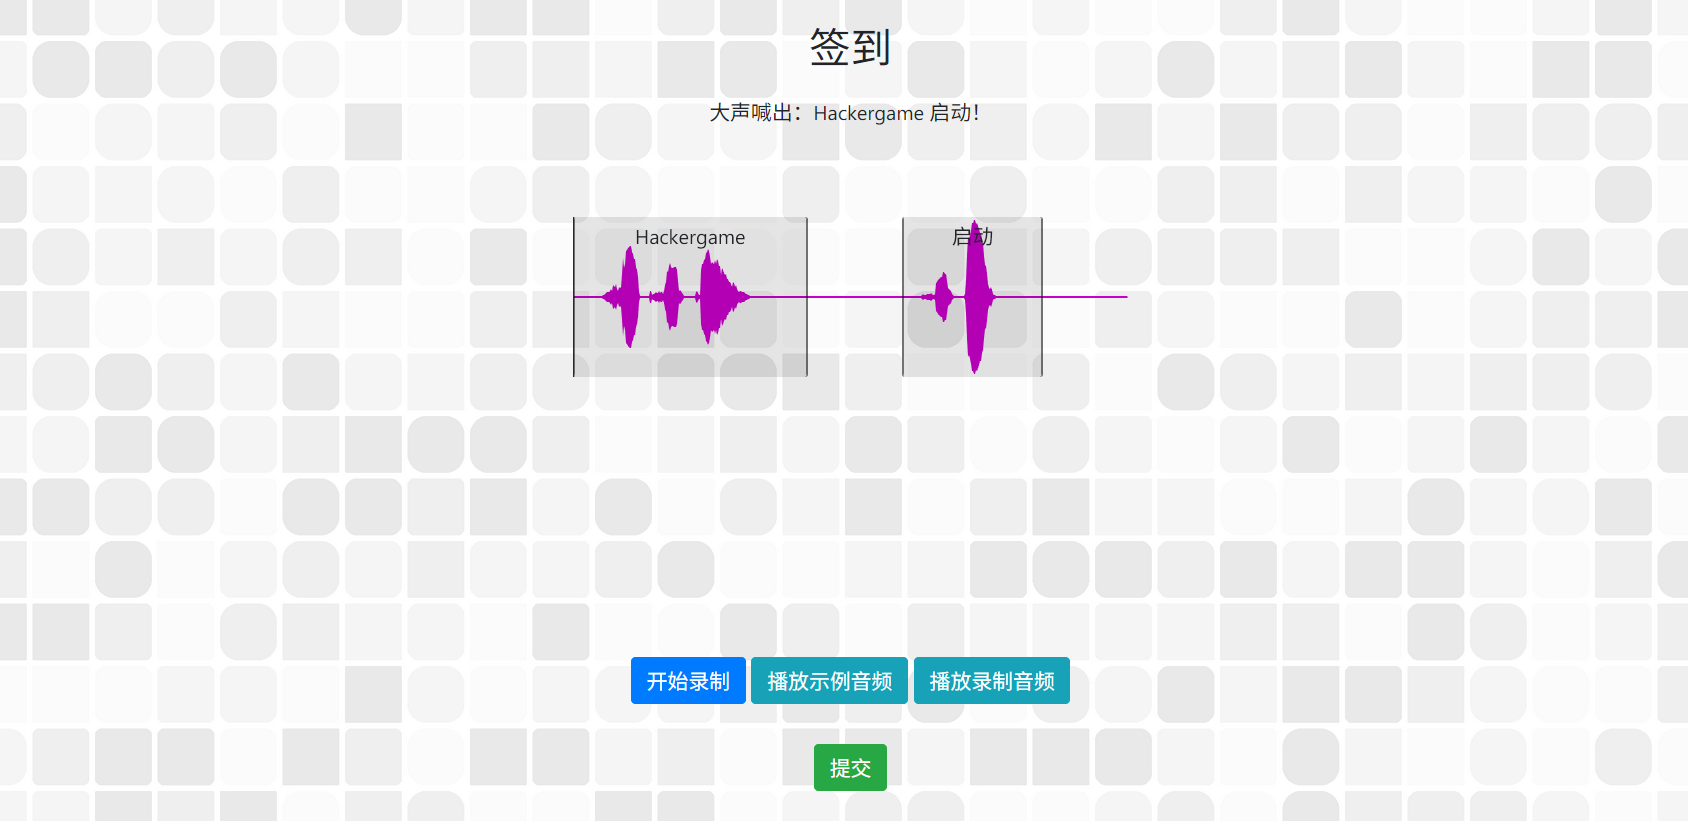 签到
大声喊出：Hackergame 启动！
Hackergame
启动
开始录制
播放示例音频
播放录制音频
提交